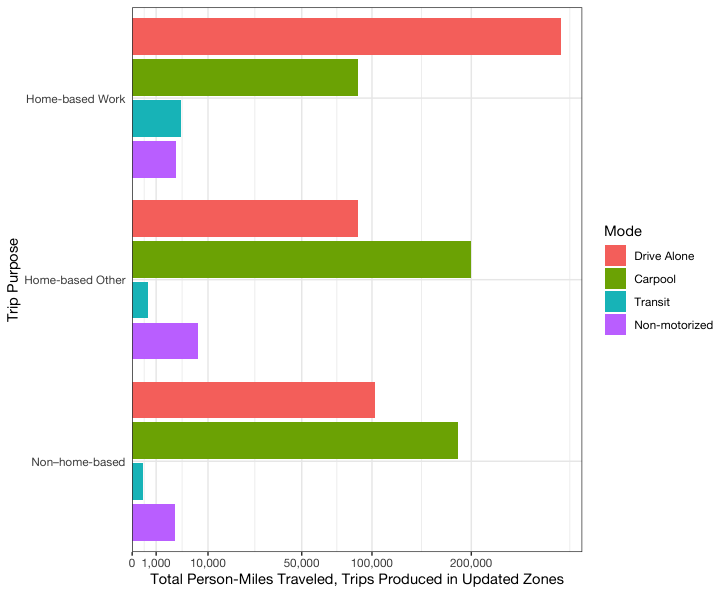 Trip Purpose
Home-based Work
Home-based Other
Non–home-based
0 1,000 10,000 50,000 100,000 200,000
Total Person-Miles Traveled, Trips Produced in Updated Zones
Mode
Drive Alone
Carpool
Transit
Non-motorized